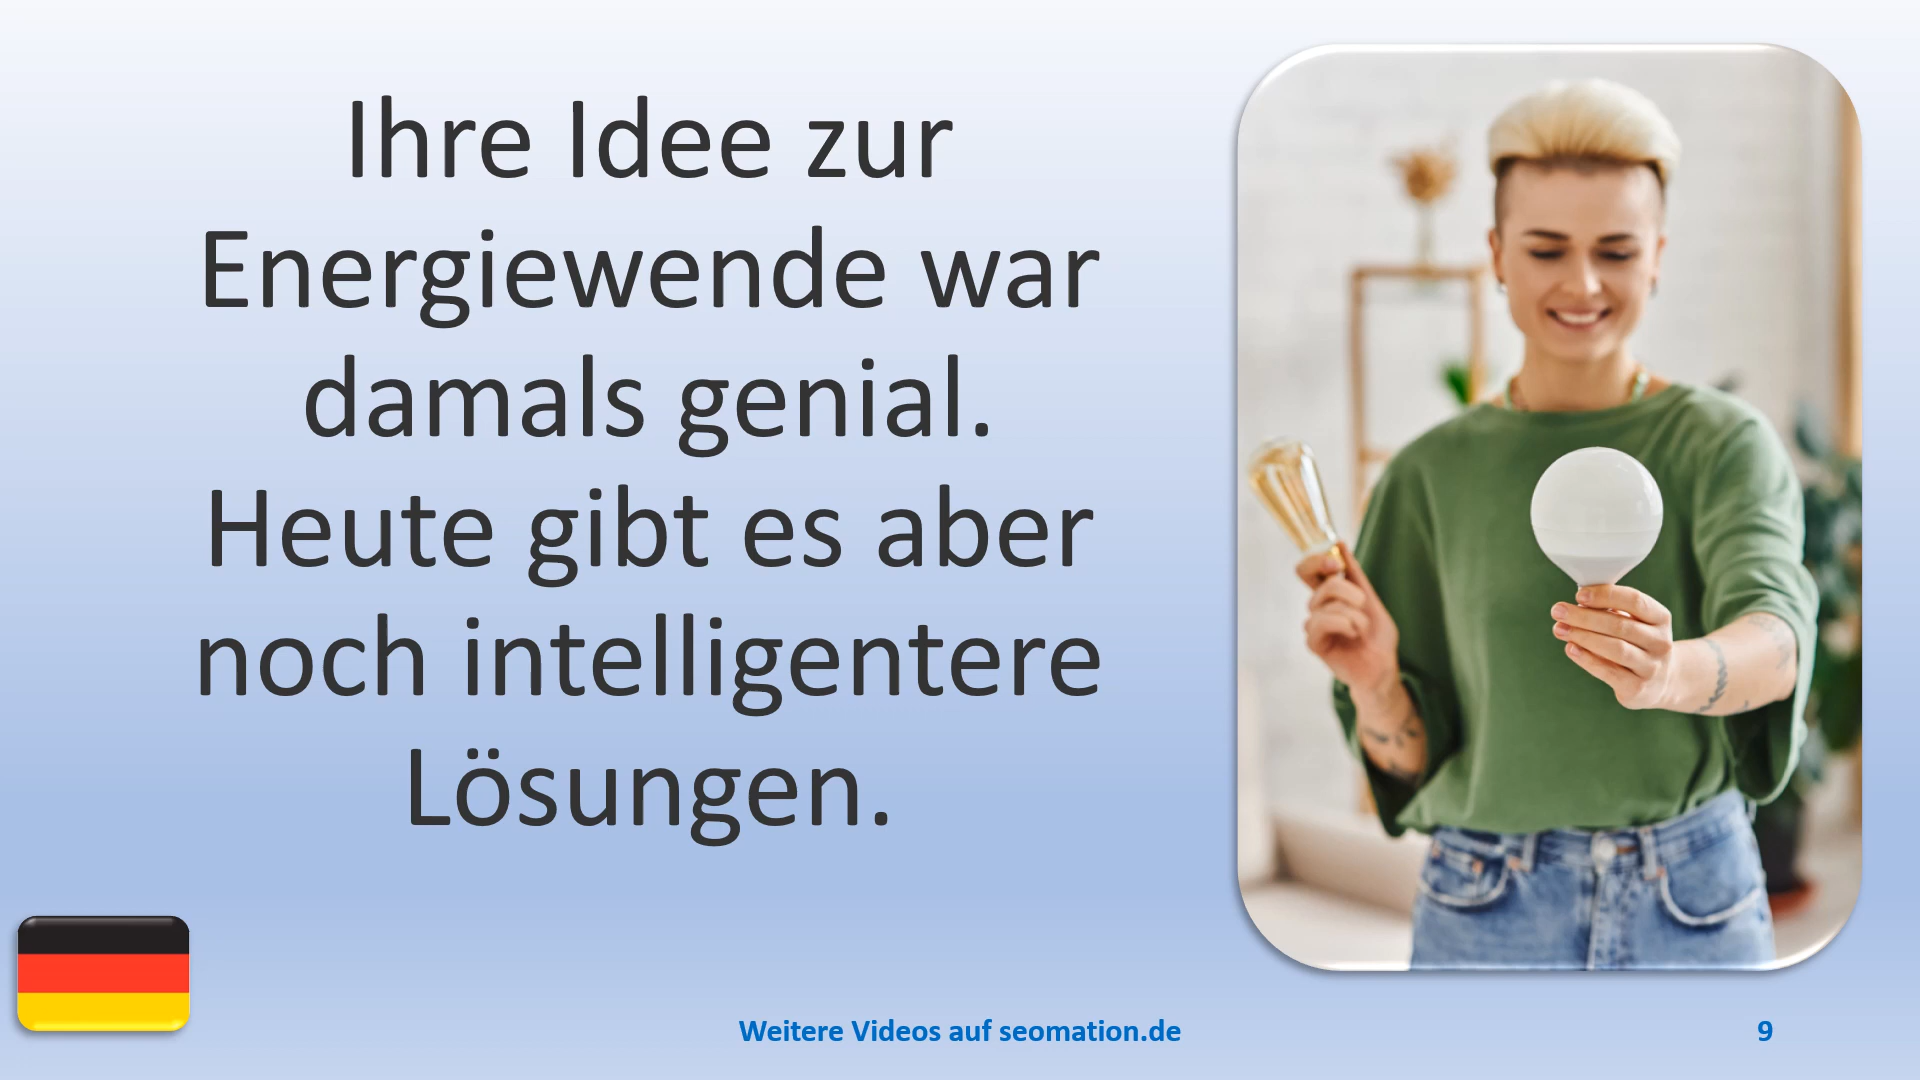 Ihre Idee zur
Energiewende war
damals genial.
Heute gibt es aber
noch intelligentere
Lösungen.
Weitere Videos auf seomation.de
9